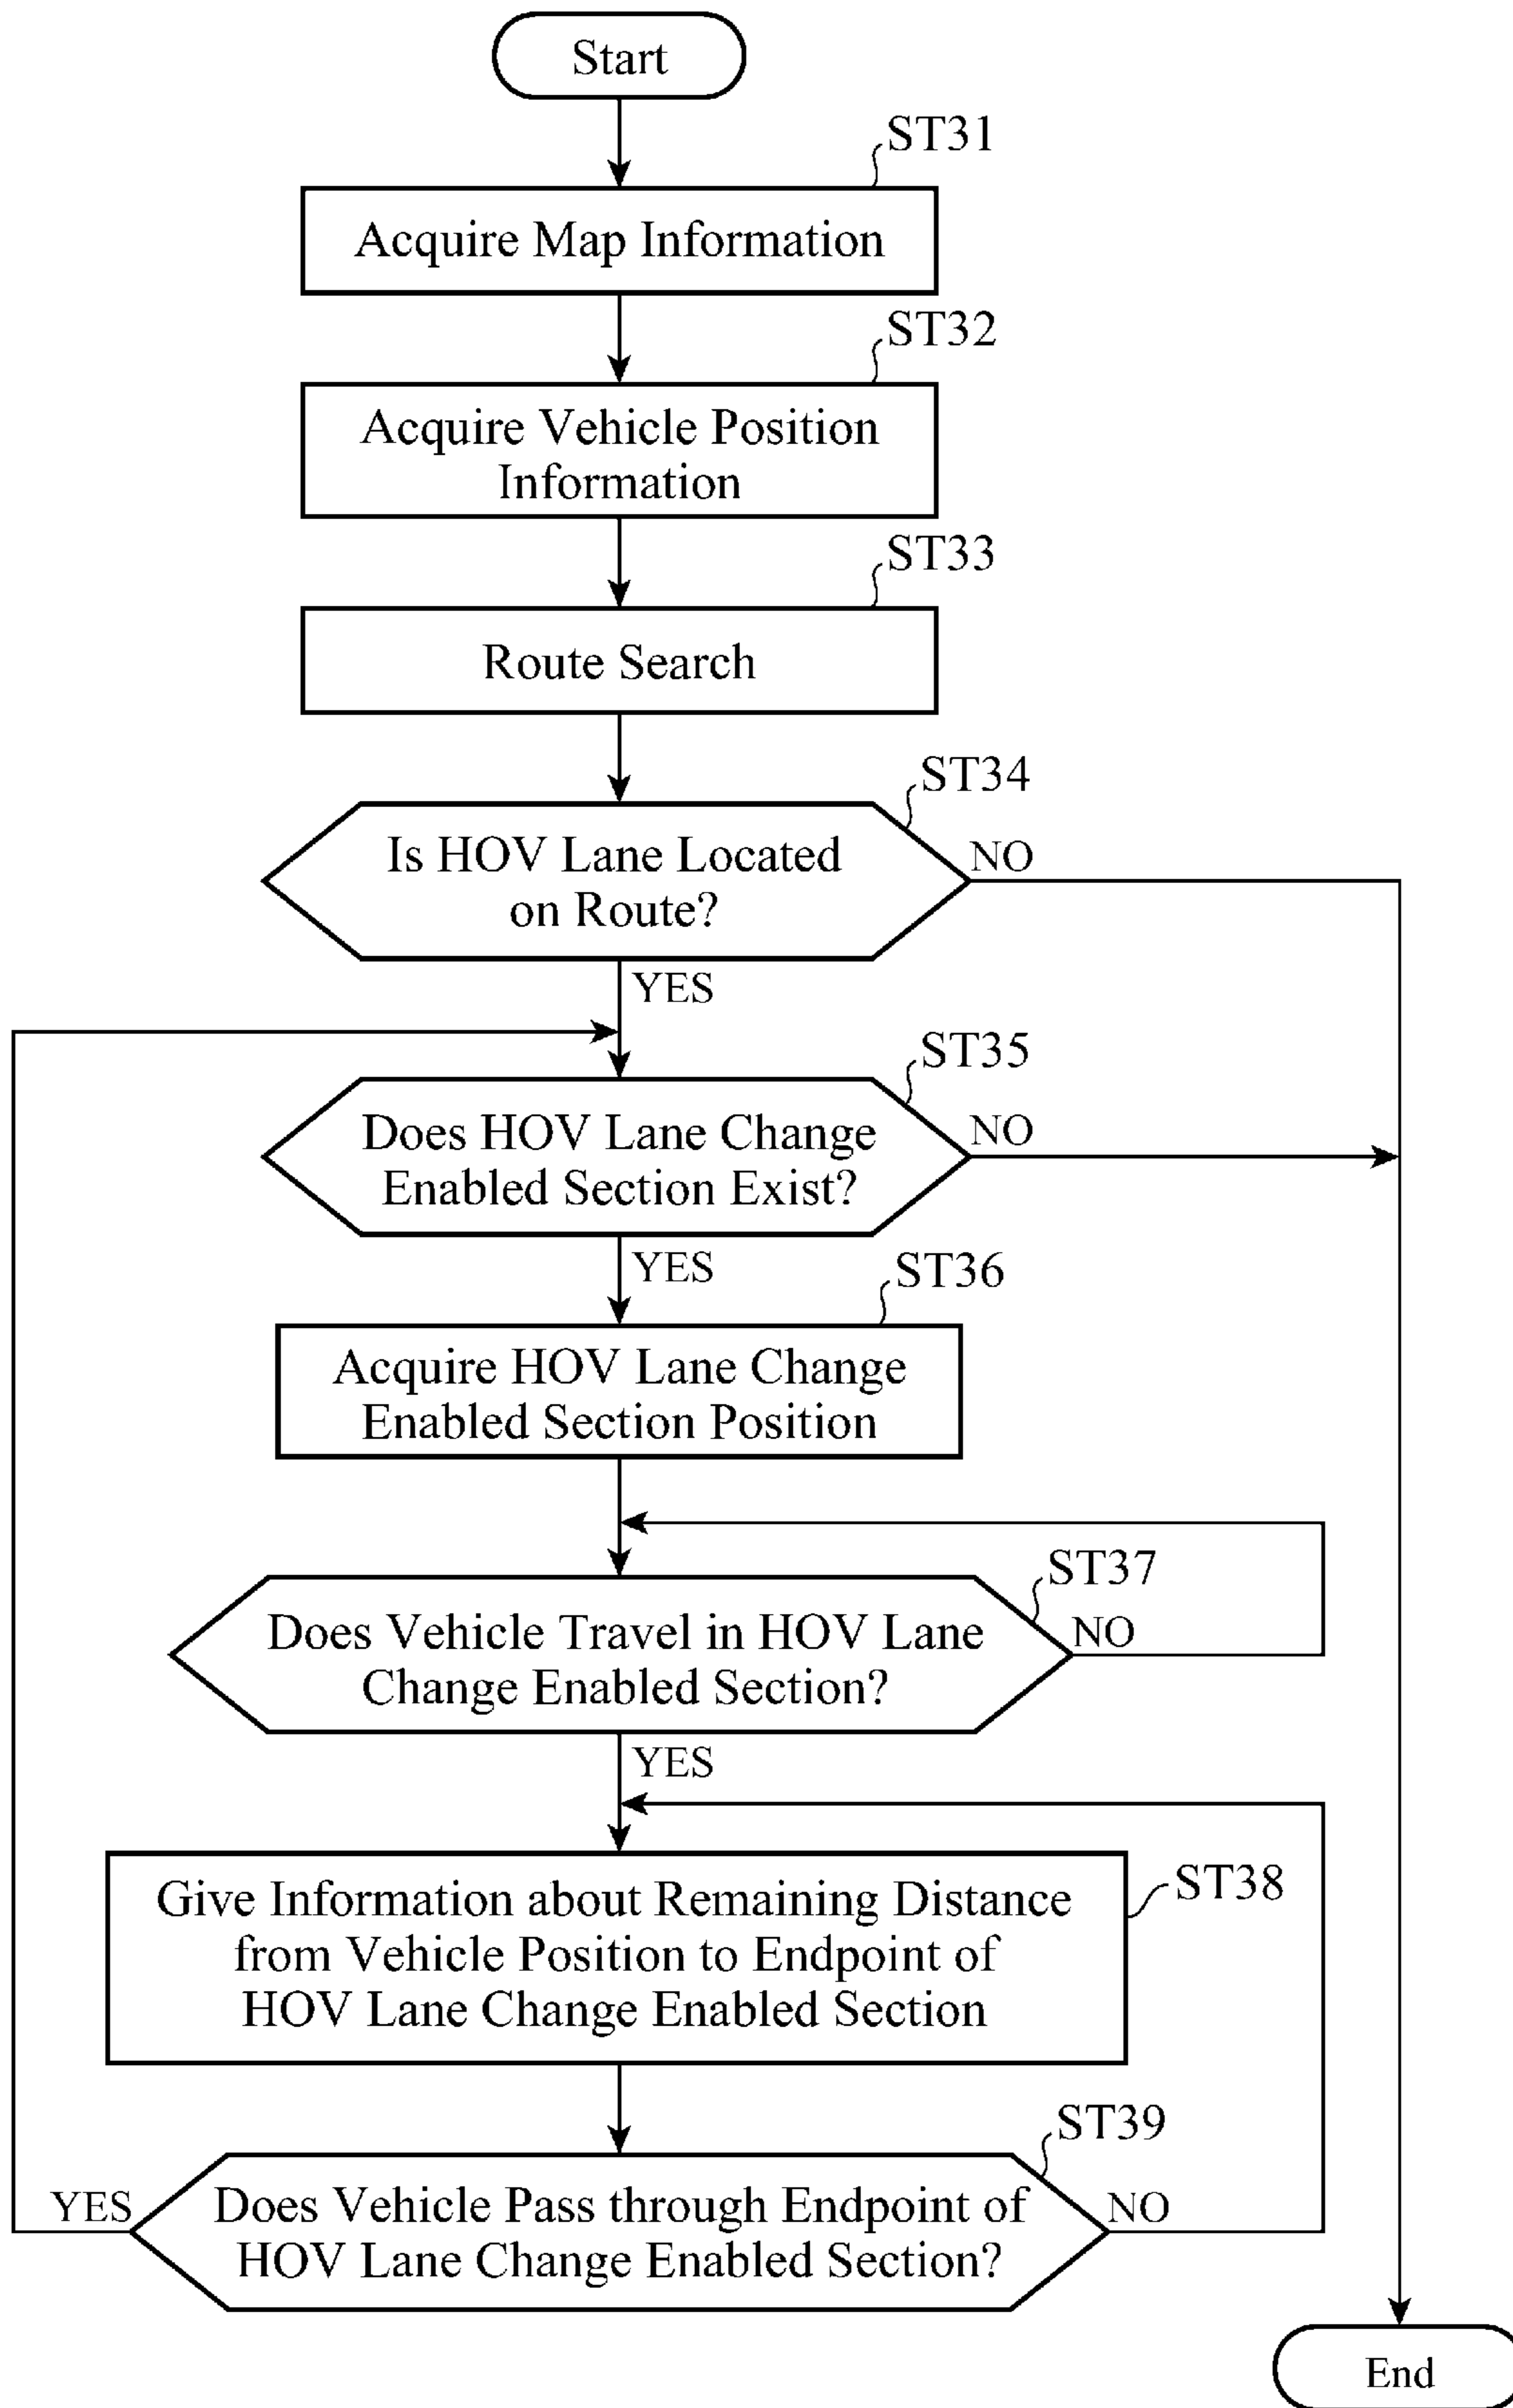 Start
ST31
Acquire Map Information
ST32
Acquire Vehicle Position
Information
ST33
Route Search
ST34
Is HOV Lane Located
on Route?
NO
YES
ST35
Does HOV Lane Change
Enabled Section Exist?
NO
YES
ST36
Acquire HOV Lane Change
Enabled Section Position
ST37
Does Vehicle Travel in HOV Lane
Change Enabled Section?
NO
YES
ST38
Give Information about Remaining Distance
from Vehicle Position to Endpoint of
HOV Lane Change Enabled Section
ST39
YES
Does Vehicle Pass through Endpoint of
HOV Lane Change Enabled Section?
NO
End